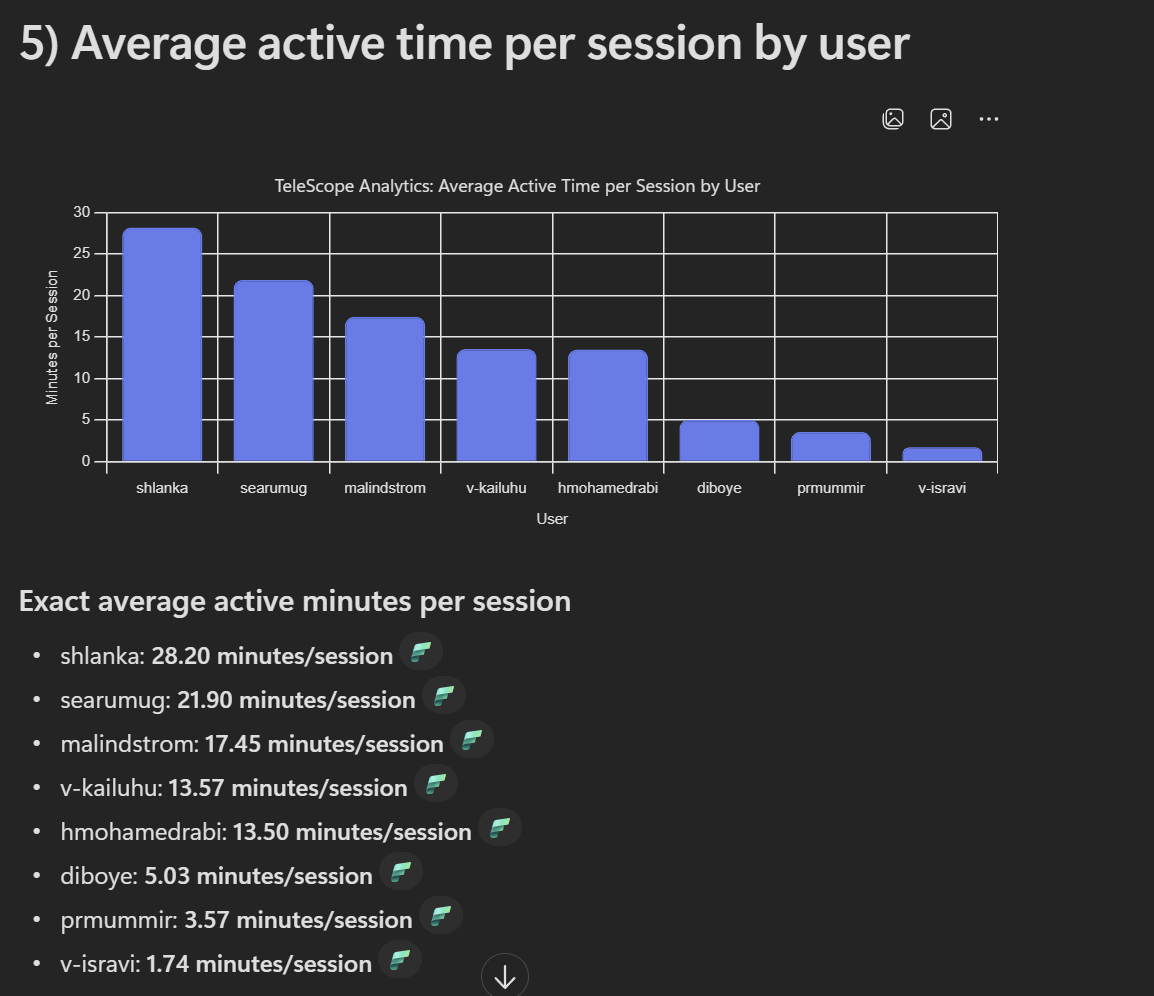 5) Average active time per session by user
TeleScope Analytics: Average Active Time per Session by User
30
25
20
15
10
5
0
Minutes per Session
shlanka searumug malindstrom v-kailuhu hmohamedrabi diboye prmummir v-isravi
User
Exact average active minutes per session
• shlanka: 28.20 minutes/session
• searumug: 21.90 minutes/session
• malindstrom: 17.45 minutes/session
• v-kailuhu: 13.57 minutes/session
• hmohamedrabi: 13.50 minutes/session
• diboye: 5.03 minutes/session
• prmummir: 3.57 minutes/session
• v-isravi: 1.74 minutes/session